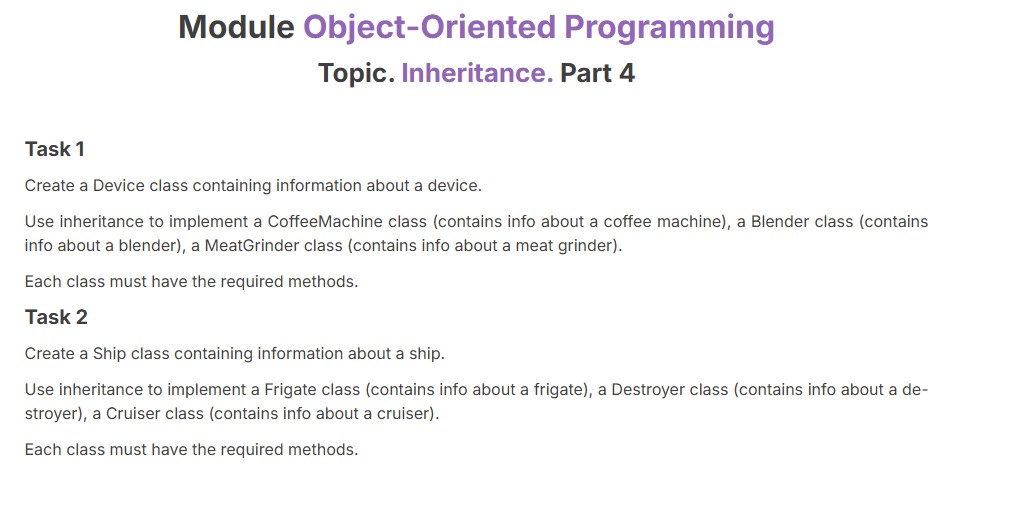 Module Object-Oriented Programming
Topic. Inheritance. Part 4
Task 1
Create a Device class containing information about a device.
Use inheritance to implement a CoffeeMachine class (contains info about a coffee machine), a Blender class (contains
info about a blender), a MeatGrinder class (contains info about a meat grinder).
Each class must have the required methods.
Task 2
Create a Ship class containing information about a ship.
Use inheritance to implement a Frigate class (contains info about a frigate), a Destroyer class (contains info about a de-
stroyer), a Cruiser class (contains info about a cruiser).
Each class must have the required methods.